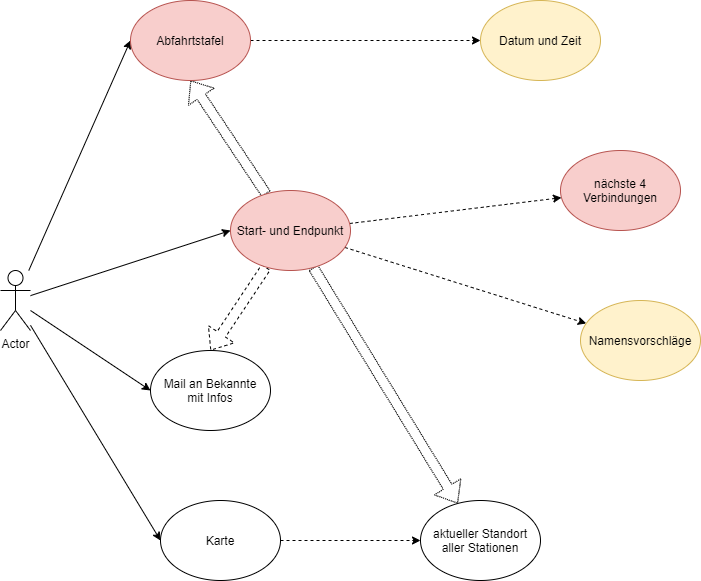 Abfahrtstafel
Datum und Zeit
nächste 4
Verbindungen
Start- und Endpunkt
Actor
Namensvorschläge
Mail an Bekannte
mit Infos
Karte
aktueller Standort
aller Stationen